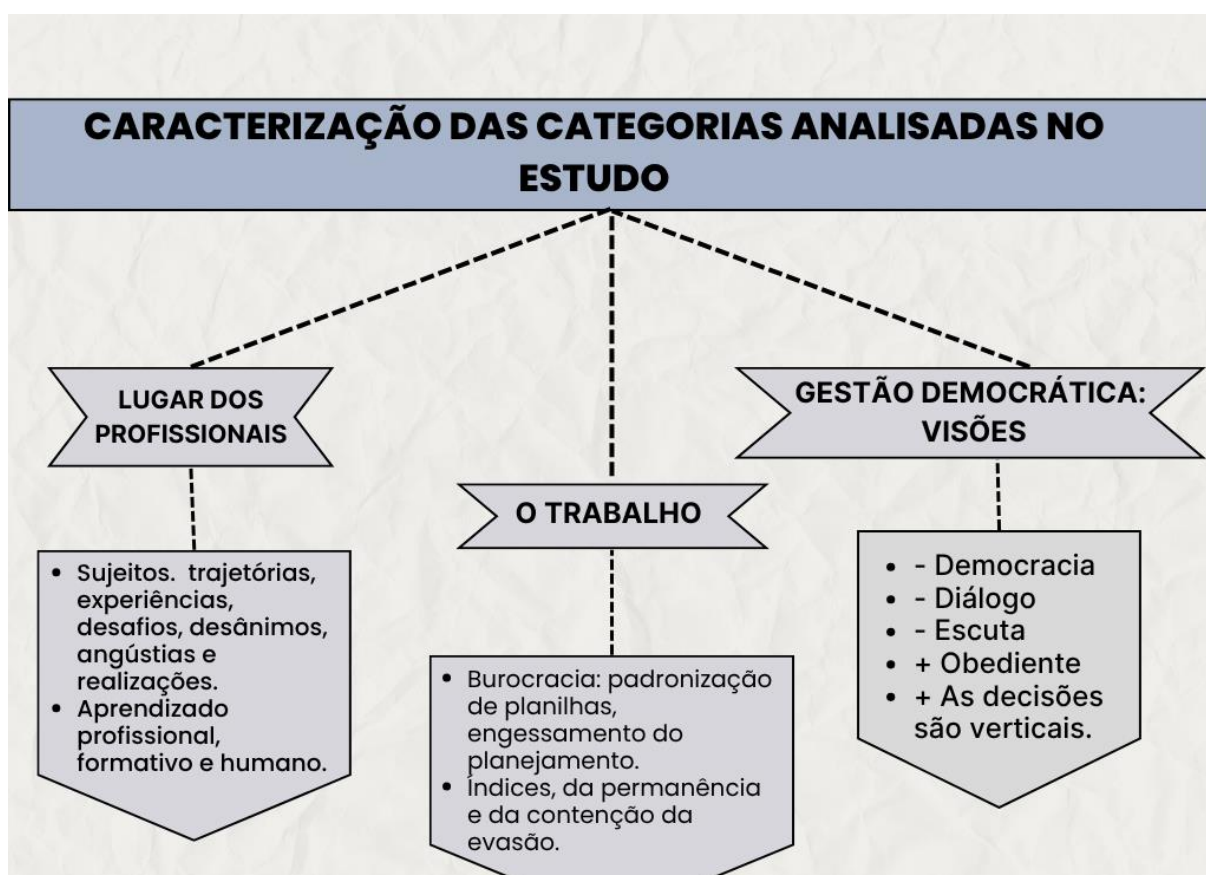 CARACTERIZAÇÃO DAS CATEGORIAS ANALISADAS NO
ESTUDO
LUGAR DOS
PROFISSIONAIS
• Sujeitos. trajetórias,
experiências,
desafios, desânimos,
angústias e
realizações.
• Aprendizado
profissional,
formativo e humano.
O TRABALHO
• Burocracia: padronização
de planilhas,
engessamento do
planejamento.
• Índices, da permanência
e da contenção da
evasão.
GESTÃO DEMOCRÁTICA:
VISÕES
• - Democracia
• - Diálogo
• - Escuta
• + Obediente
• + As decisões
são verticais.